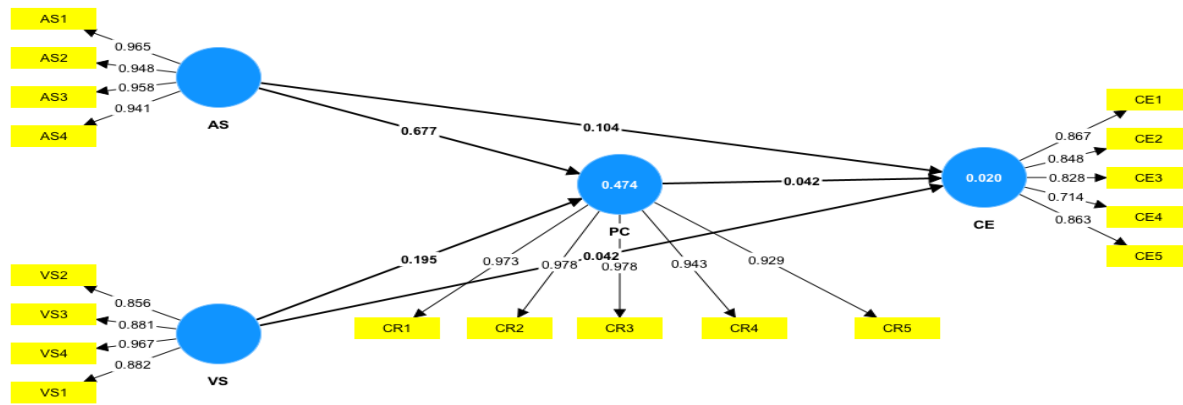 AS1
AS2
AS3
AS4
0.965
0.948
0.958
0.941
AS
0.677
0.104
0.474
PC
0.042
0.020
CE
CE1
CE2
CE3
CE4
CE5
0.867
0.848
0.828
0.714
0.863
VS2
VS3
VS4
VS1
0.856
0.881
0.967
0.882
VS
0.195
0.042
0.973
0.978
0.978
0.943
0.929
CR1
CR2
CR3
CR4
CR5